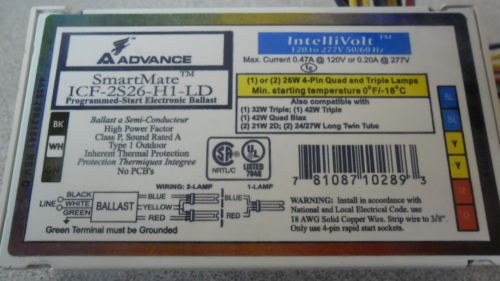 ADVANCE
SmartMate™
ICF-2S26-H1-LD
Programmed-Start Electronic Ballast
IntelliVolt™
120 to 277V 50/60 Hz
Max. Current 0.47A @ 120V or 0.20A @ 277V
(1) or (2) 26W 4-Pin Quad and Triple Lamps
Min. starting temperature 0°F/-18°C
Also compatible with
(1) 32W Triple; (1) 42W Triple
(1) 42W Quad Biax
(2) 21W 2D; (2) 24/27W Long Twin Tube
BK
WH
Ballast a Semi-Conducteur
High Power Factor
Class P, Sound Rated A
Type 1 Outdoor
Inherent Thermal Protection
Protection Thermiques Integree
No PCB's
SA
NRTL/C
UL
LISTED
BL
BL
Y
Y
7 81087 10289 3
WIRING: 2-LAMP
1-LAMP
LINE
BLACK
WHITE
GREEN
BALLAST
BLUE
YELLOW
RED
BLUE
RED
Green Terminal must be Grounded
WARNING: Install in accordance with
National and Local Electrical Code. use
18 AWG Solid Copper Wire. Strip wire to 3/8"
Only use 4-pin rapid start sockets.